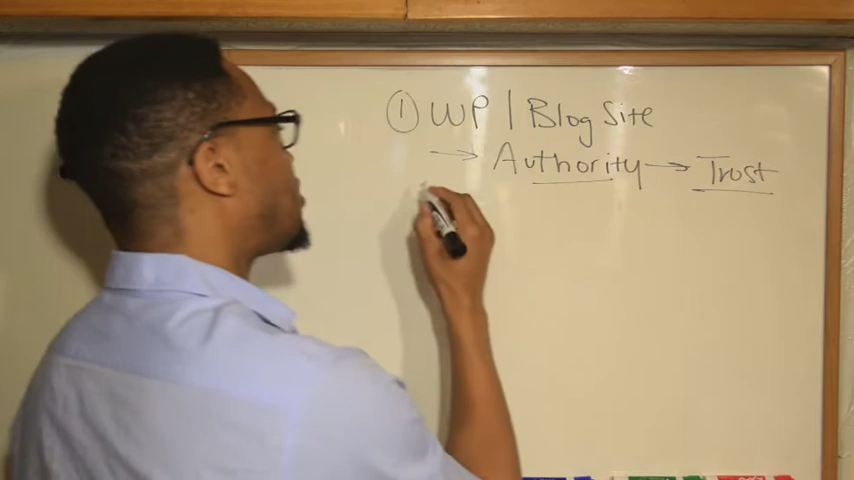 ① WP | Blog Site
→ Authority → Trust